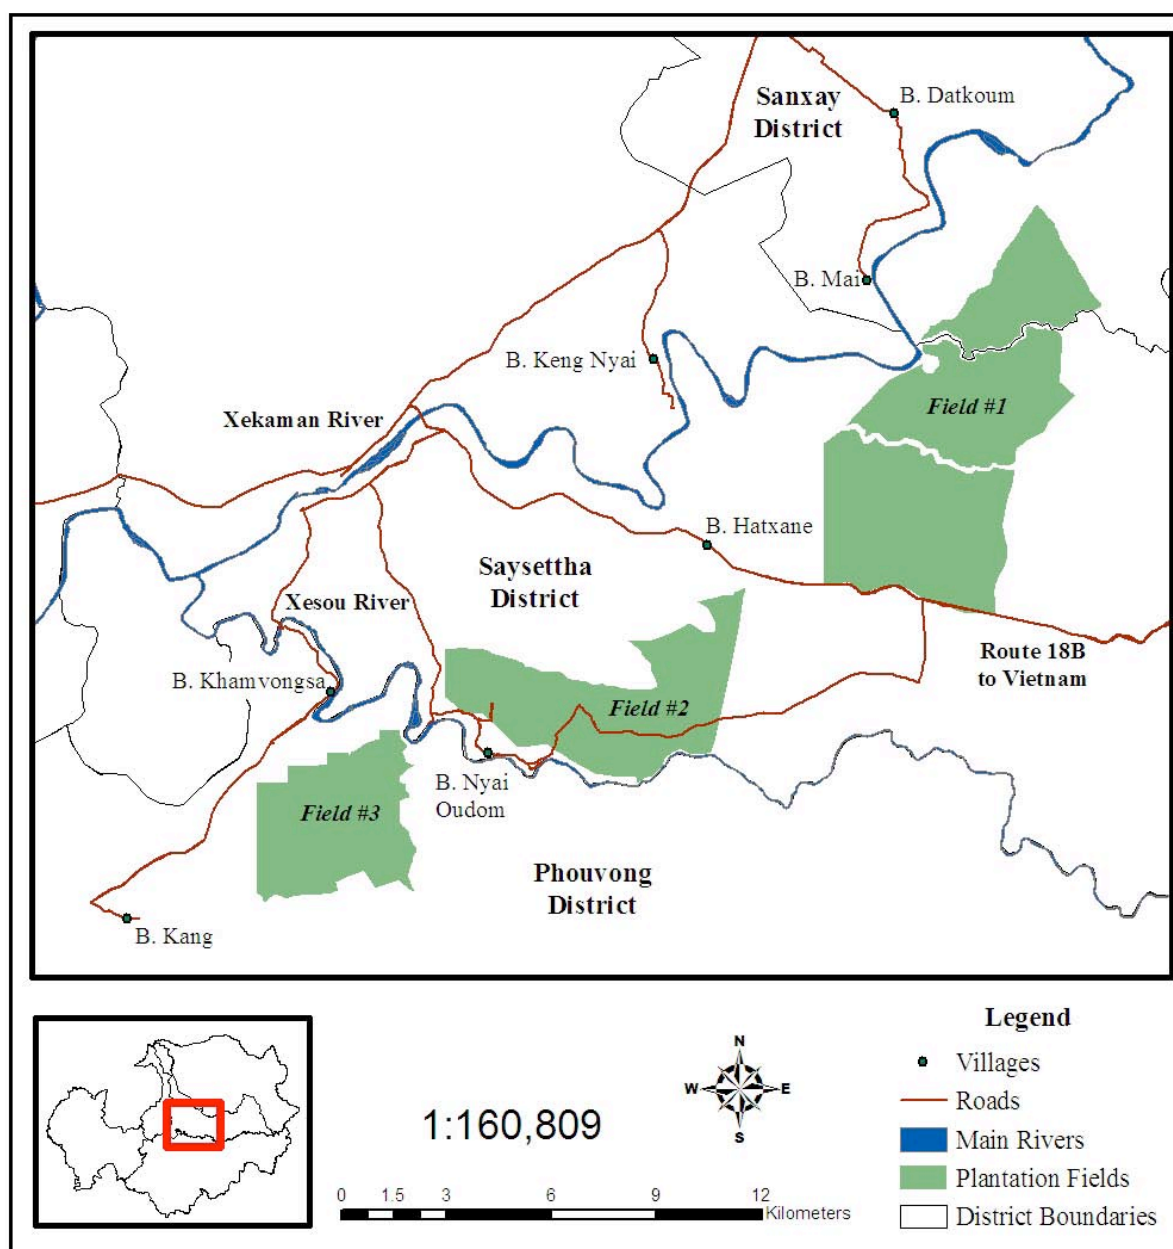 Sanxay
District
B. Datkoum
B. Mai
B. Keng Nyai
Field #1
Xekaman River
B. Hatxane
Saysettha
District
Xesou River
Route 18B
to Vietnam
B. Khamvongsa
Field #2
B. Nyai
Oudom
Field #3
Phouvong
District
B. Kang
Legend
Villages
Roads
Main Rivers
Plantation Fields
District Boundaries
N
W E
S
1:160,809
0 1.5 3 6 9 12
Kilometers